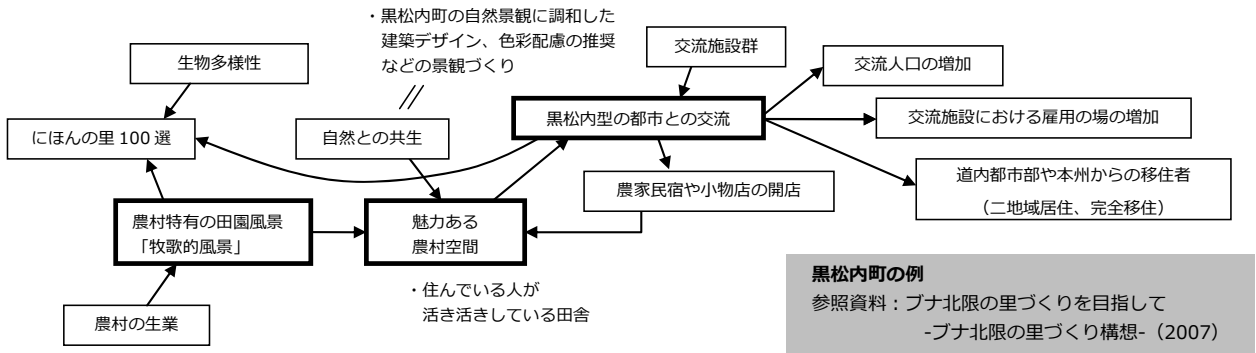 ・黒松内町の自然景観に調和した
建築デザイン、色彩配慮の推奨
などの景観づくり
生物多様性
交流施設群
交流人口の増加
にほんの里 100 選
自然との共生
黒松内型の都市との交流
交流施設における雇用の場の増加
農家民宿や小物店の開店
道内都市部や本州からの移住者
（二地域居住、完全移住）
農村特有の田園風景
「牧歌的風景」
魅力ある
農村空間
・住んでいる人が
活き活きしている田舎
農村の生業
黒松内町の例
参照資料：ブナ北限の里づくりを目指して
-ブナ北限の里づくり構想-（2007）